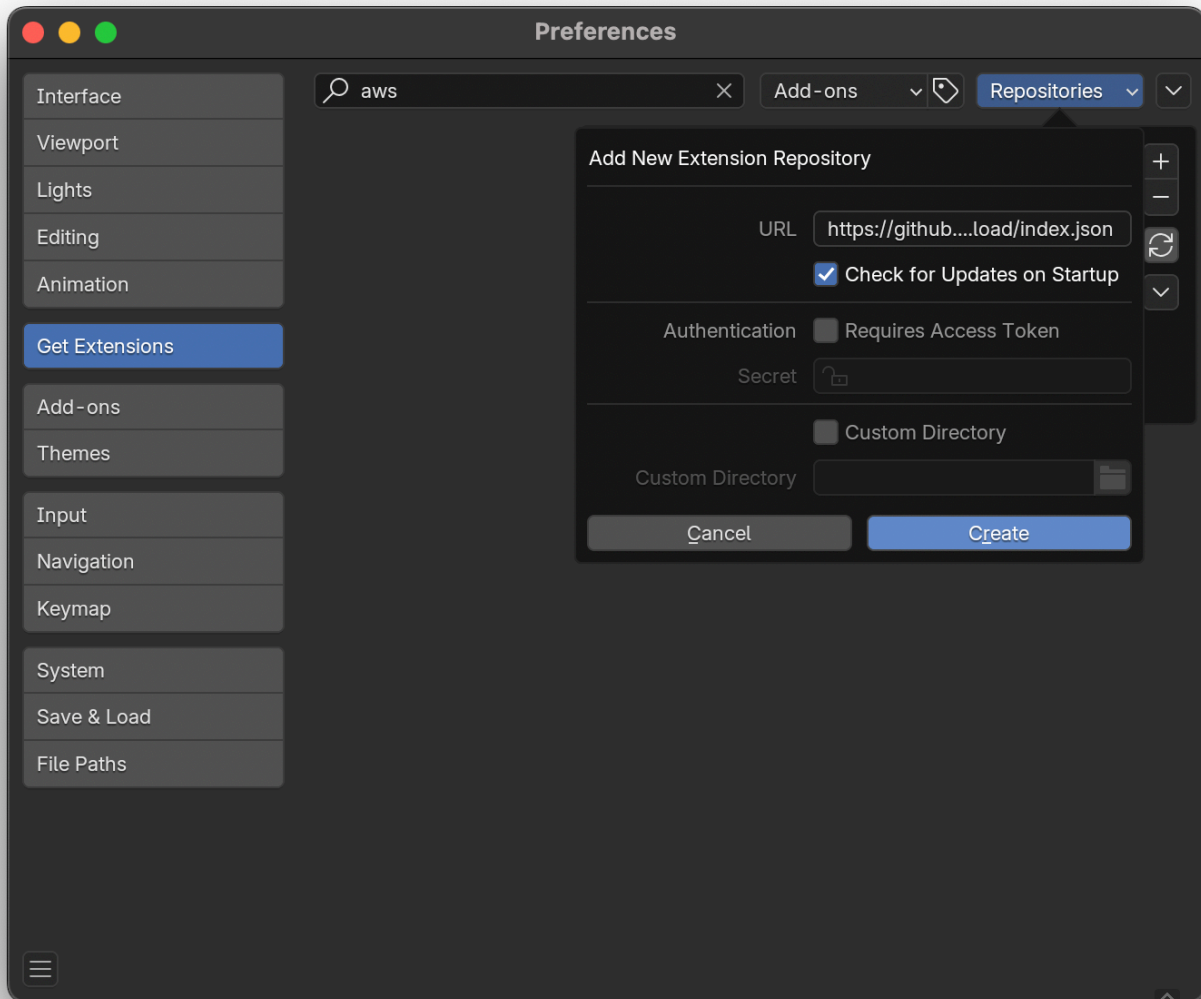 Preferences
Interface
Viewport
Lights
Editing
Animation
Get Extensions
Add-ons
Themes
Input
Navigation
Keymap
System
Save & Load
File Paths
aws
Add-ons
Repositories
Add New Extension Repository
URL https://github....load/index.json
Check for Updates on Startup
Authentication Requires Access Token
Secret
Custom Directory
Custom Directory
Cancel Create